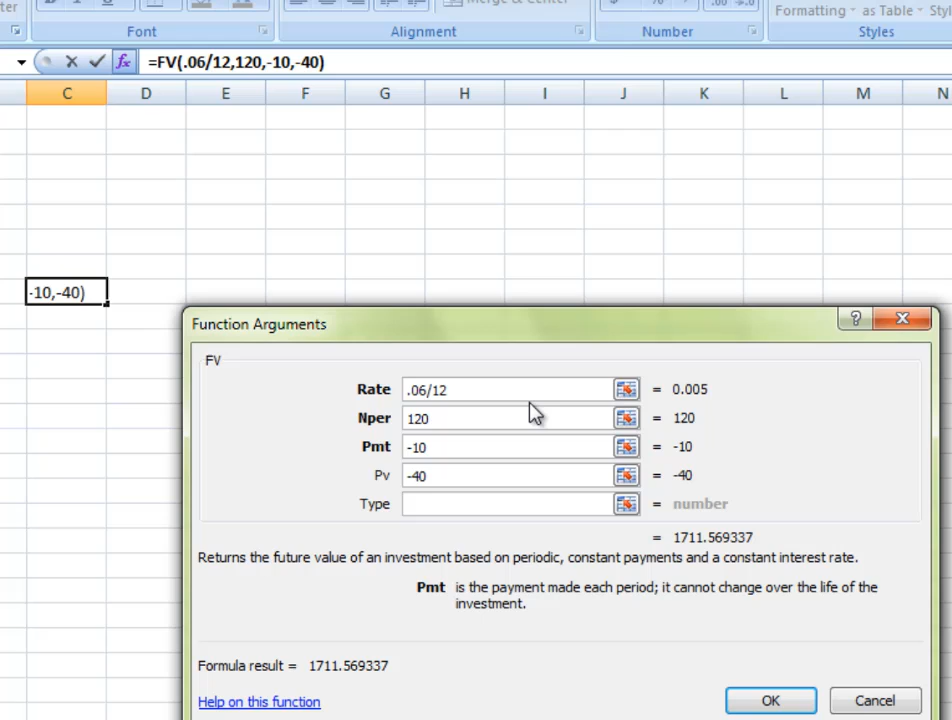 Merge & Center
Formatting as Table
Font Alignment Number Styles
=FV(.06/12,120,-10,-40)
C D E F G H I J K L M N
-10,-40)
Function Arguments
FV
Rate .06/12 = 0.005
Nper 120 = 120
Pmt -10 = -10
Pv -40 = -40
Type = number
= 1711.569337
Returns the future value of an investment based on periodic, constant payments and a constant interest rate.
Pmt is the payment made each period; it cannot change over the life of the
investment.
Formula result = 1711.569337
Help on this function
OK Cancel